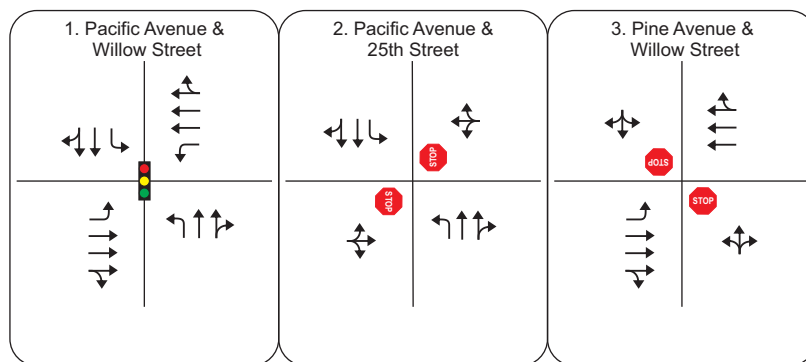 1. Pacific Avenue &
Willow Street
2. Pacific Avenue &
25th Street
3. Pine Avenue &
Willow Street
STOP
STOP
STOP
STOP